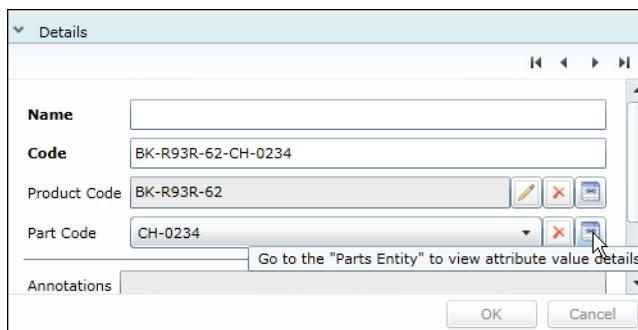 Details
Name
Code BK-R93R-62-CH-0234
Product Code BK-R93R-62
Part Code CH-0234
Go to the "Parts Entity" to view attribute value details
Annotations
OK Cancel